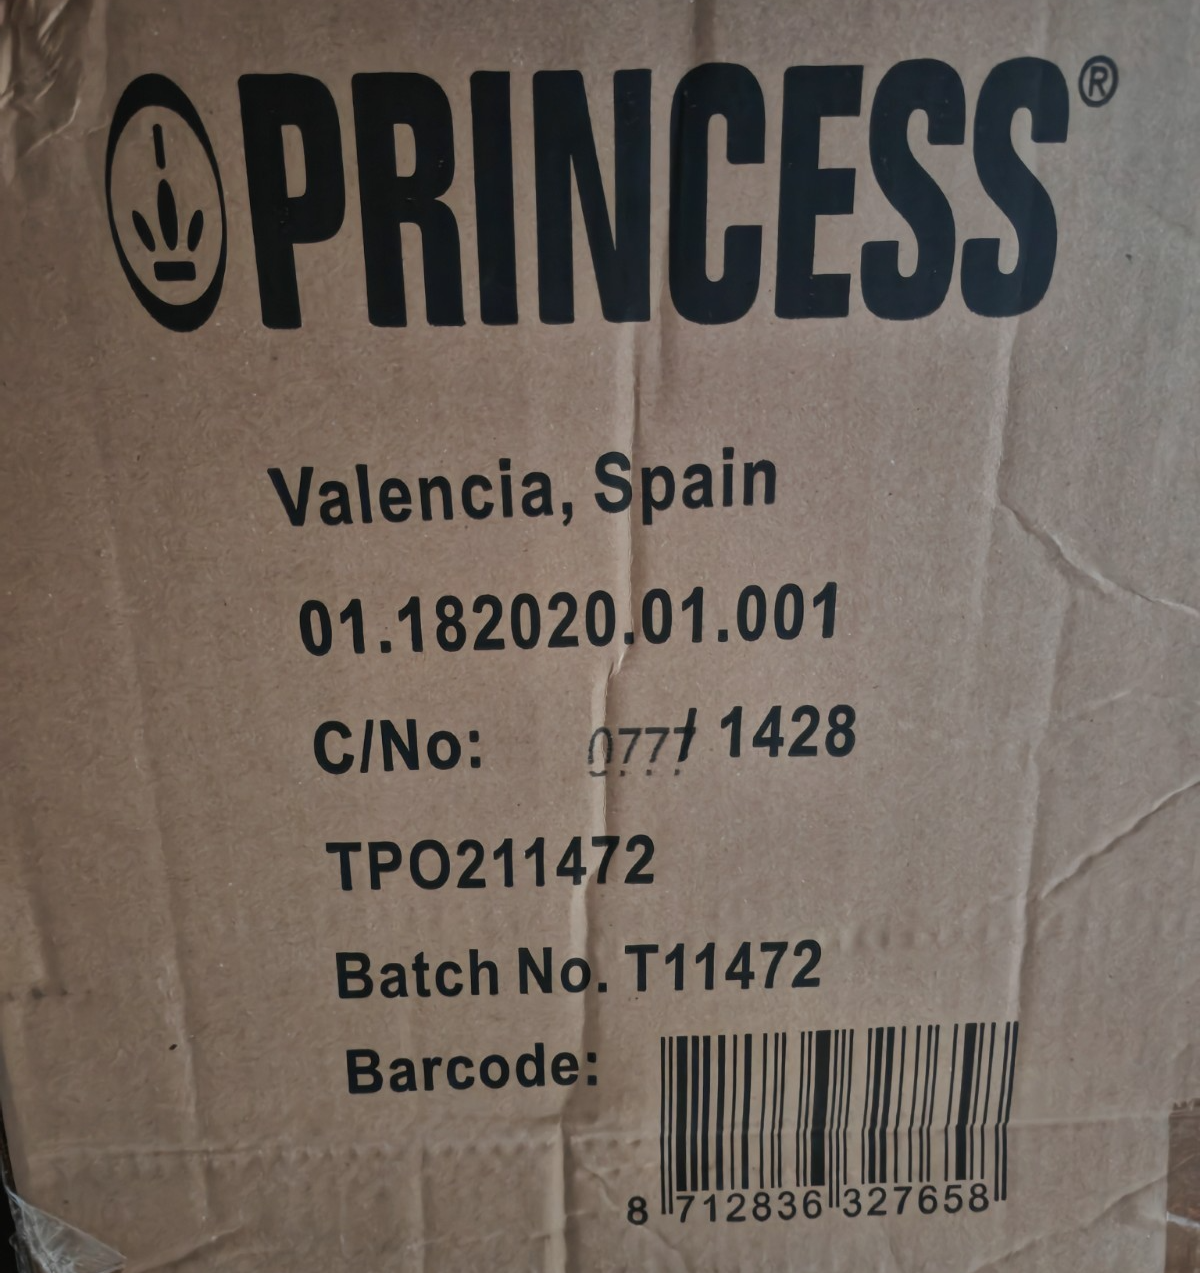 PRINCESS®
Valencia, Spain
01.182020.01.001
C/No: 0777/ 1428
TPO211472
Batch No. T11472
Barcode:
8 712836 327658